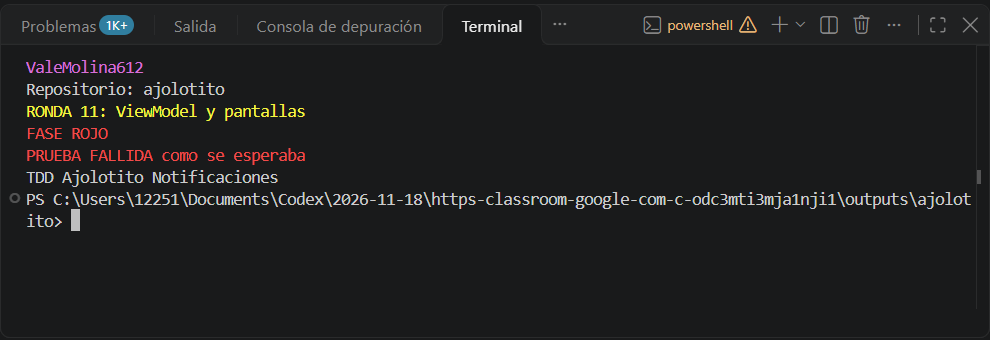 Problemas 1K+ Salida Consola de depuración Terminal ··· powershell ···
ValeMolina612
Repositorio: ajolotito
RONDA 11: ViewModel y pantallas
FASE ROJO
PRUEBA FALLIDA como se esperaba
TDD Ajolotito Notificaciones
PS C:\Users\12251\Documents\Codex\2026-11-18\https-classroom-google-com-c-odc3mti3mja1nji1\outputs\ajolot
ito>